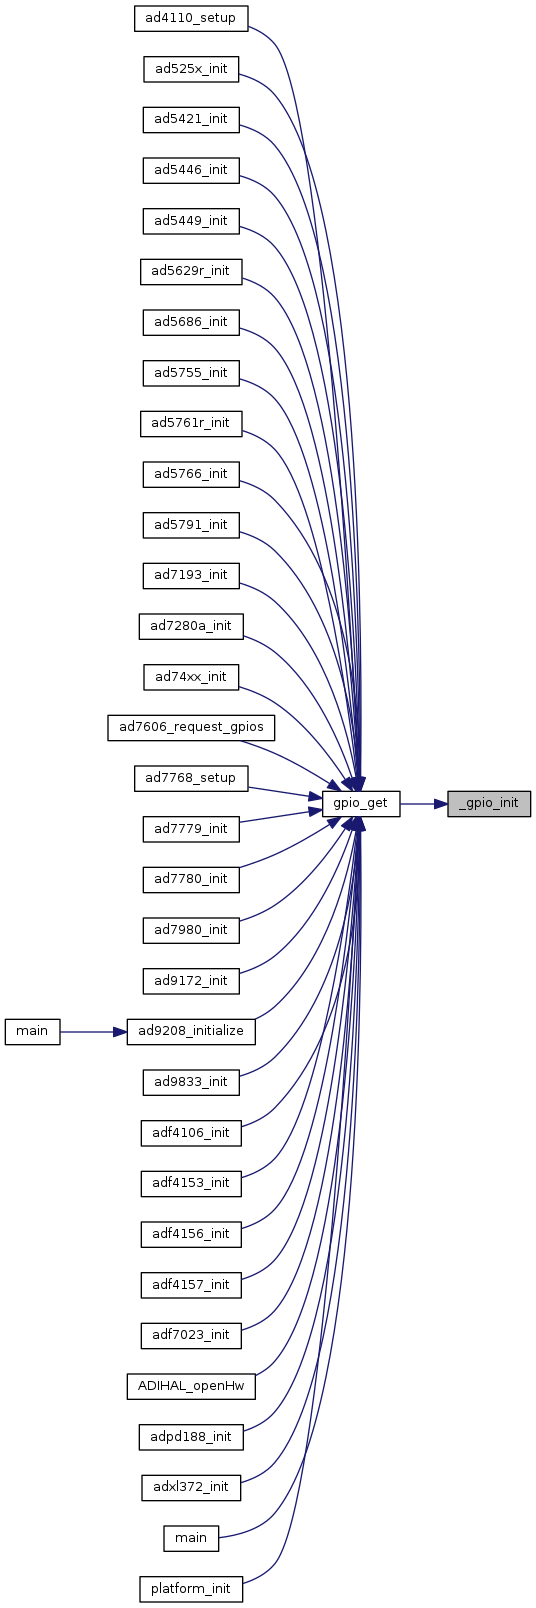 ad4110_setup
ad525x_init
ad5421_init
ad5446_init
ad5449_init
ad5629r_init
ad5686_init
ad5755_init
ad5761r_init
ad5766_init
ad5791_init
ad7193_init
ad7280a_init
ad74xx_init
ad7606_request_gpios
ad7768_setup
gpio_get
_gpio_init
ad7779_init
ad7780_init
ad7980_init
ad9172_init
main
ad9208_initialize
ad9833_init
adf4106_init
adf4153_init
adf4156_init
adf4157_init
adf7023_init
ADIHAL_openHw
adpd188_init
adxl372_init
main
platform_init